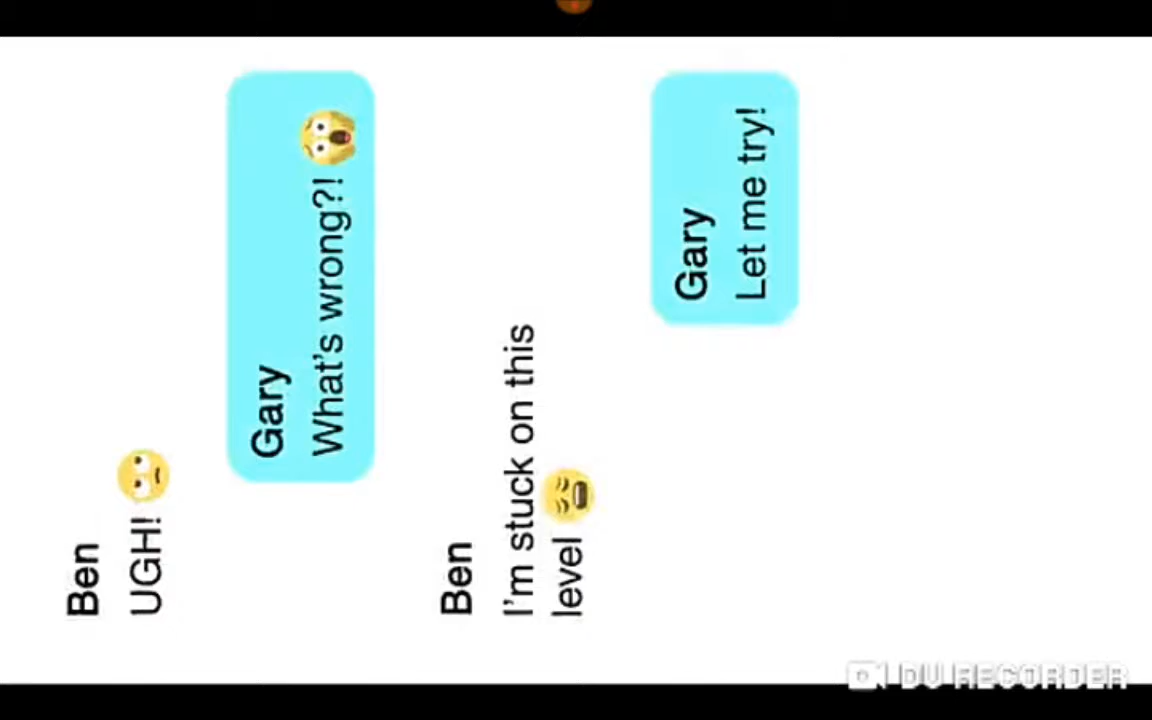 Ben
UGH! 🙄
Gary
What's wrong?! 😱
Ben
I'm stuck on this
level 😩
Gary
Let me try!
DU RECORDER